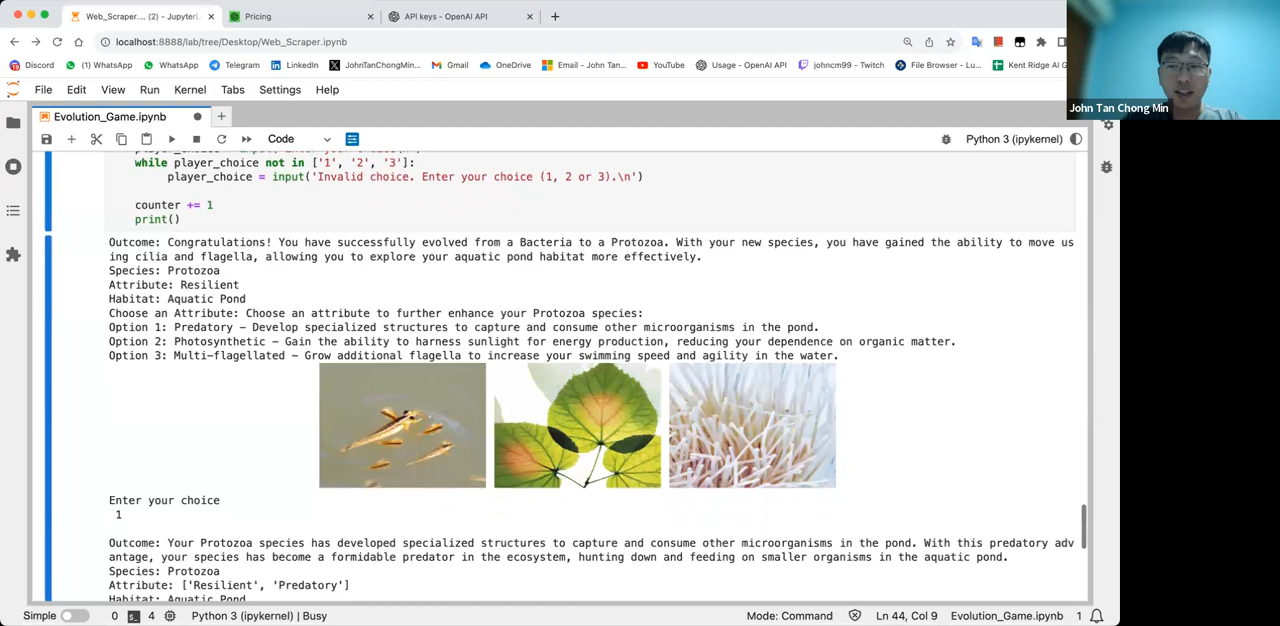 Web_Scraper.... (2) - JupyterL
Pricing
API keys - OpenAI API
localhost:8888/lab/tree/Desktop/Web_Scraper.ipynb
Discord
(1) WhatsApp
WhatsApp
Telegram
LinkedIn
JohnTanChongMin...
Gmail
OneDrive
Email - John Tan...
YouTube
Usage - OpenAI API
johncm99 - Twitch
File Browser - Lu...
Kent Ridge AI G
John Tan Chong Min
File Edit View Run Kernel Tabs Settings Help
Evolution_Game.ipynb
Code
Python 3 (ipykernel)
while player_choice not in ['1', '2', '3']:
player_choice = input('Invalid choice. Enter your choice (1, 2 or 3).\n')
counter += 1
print()
Outcome: Congratulations! You have successfully evolved from a Bacteria to a Protozoa. With your new species, you have gained the ability to move us
ing cilia and flagella, allowing you to explore your aquatic pond habitat more effectively.
Species: Protozoa
Attribute: Resilient
Habitat: Aquatic Pond
Choose an Attribute: Choose an attribute to further enhance your Protozoa species:
Option 1: Predatory – Develop specialized structures to capture and consume other microorganisms in the pond.
Option 2: Photosynthetic – Gain the ability to harness sunlight for energy production, reducing your dependence on organic matter.
Option 3: Multi-flagellated – Grow additional flagella to increase your swimming speed and agility in the water.
Enter your choice
1
Outcome: Your Protozoa species has developed specialized structures to capture and consume other microorganisms in the pond. With this predatory adv
antage, your species has become a formidable predator in the ecosystem, hunting down and feeding on smaller organisms in the aquatic pond.
Species: Protozoa
Attribute: ['Resilient', 'Predatory']
Habitat: Aquatic Pond
Simple 0 4 Python 3 (ipykernel) | Busy Mode: Command Ln 44, Col 9 Evolution_Game.ipynb 1